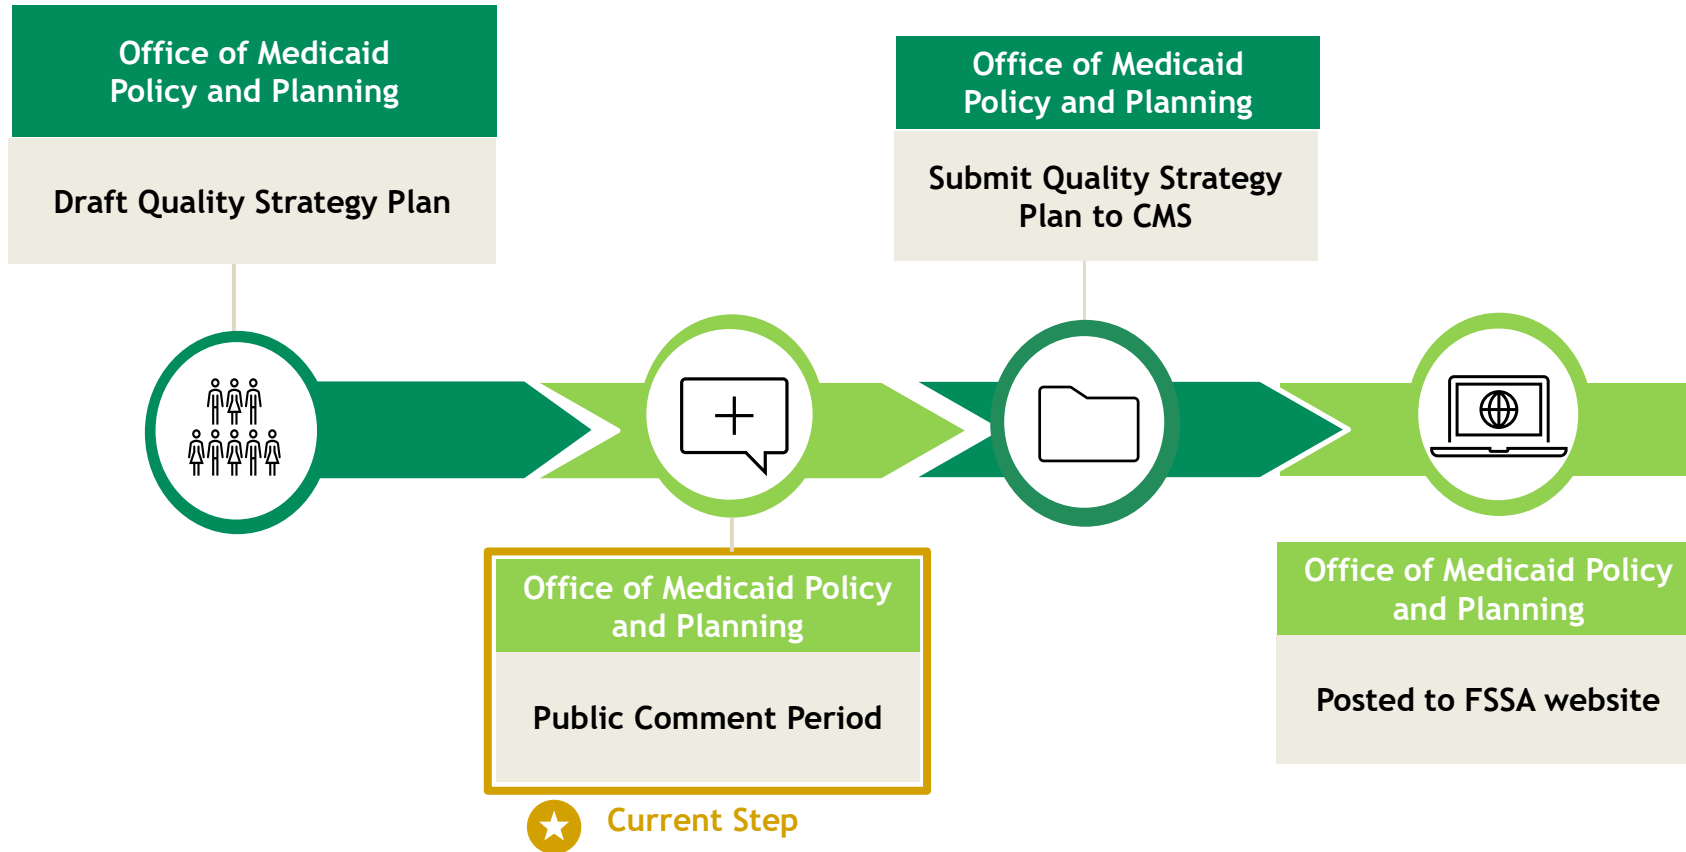 Office of Medicaid
Policy and Planning
Draft Quality Strategy Plan
Office of Medicaid Policy
and Planning
Public Comment Period
Current Step
Office of Medicaid
Policy and Planning
Submit Quality Strategy
Plan to CMS
Office of Medicaid Policy
and Planning
Posted to FSSA website